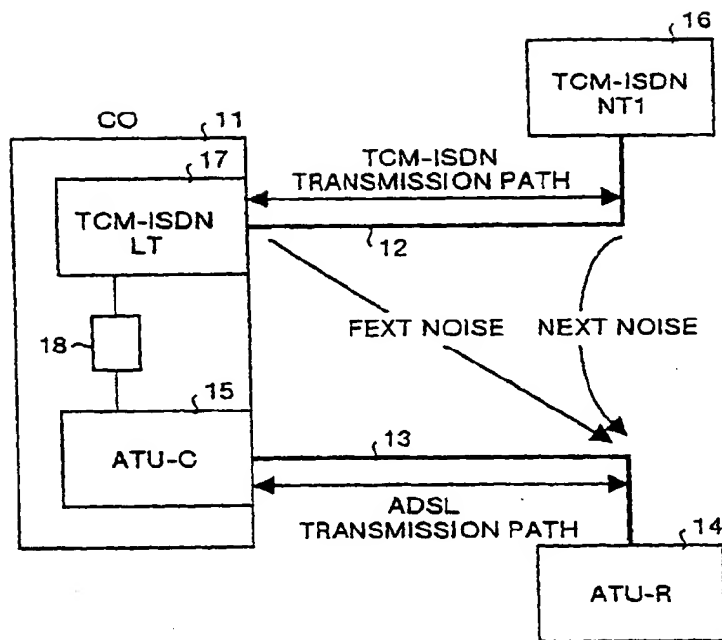 16
TCM-ISDN
NT1
CO
11
17
TCM-ISDN
LT
TCM-ISDN
TRANSMISSION PATH
12
FEXT NOISE
NEXT NOISE
18
15
ATU-C
13
ADSL
TRANSMISSION PATH
14
ATU-R